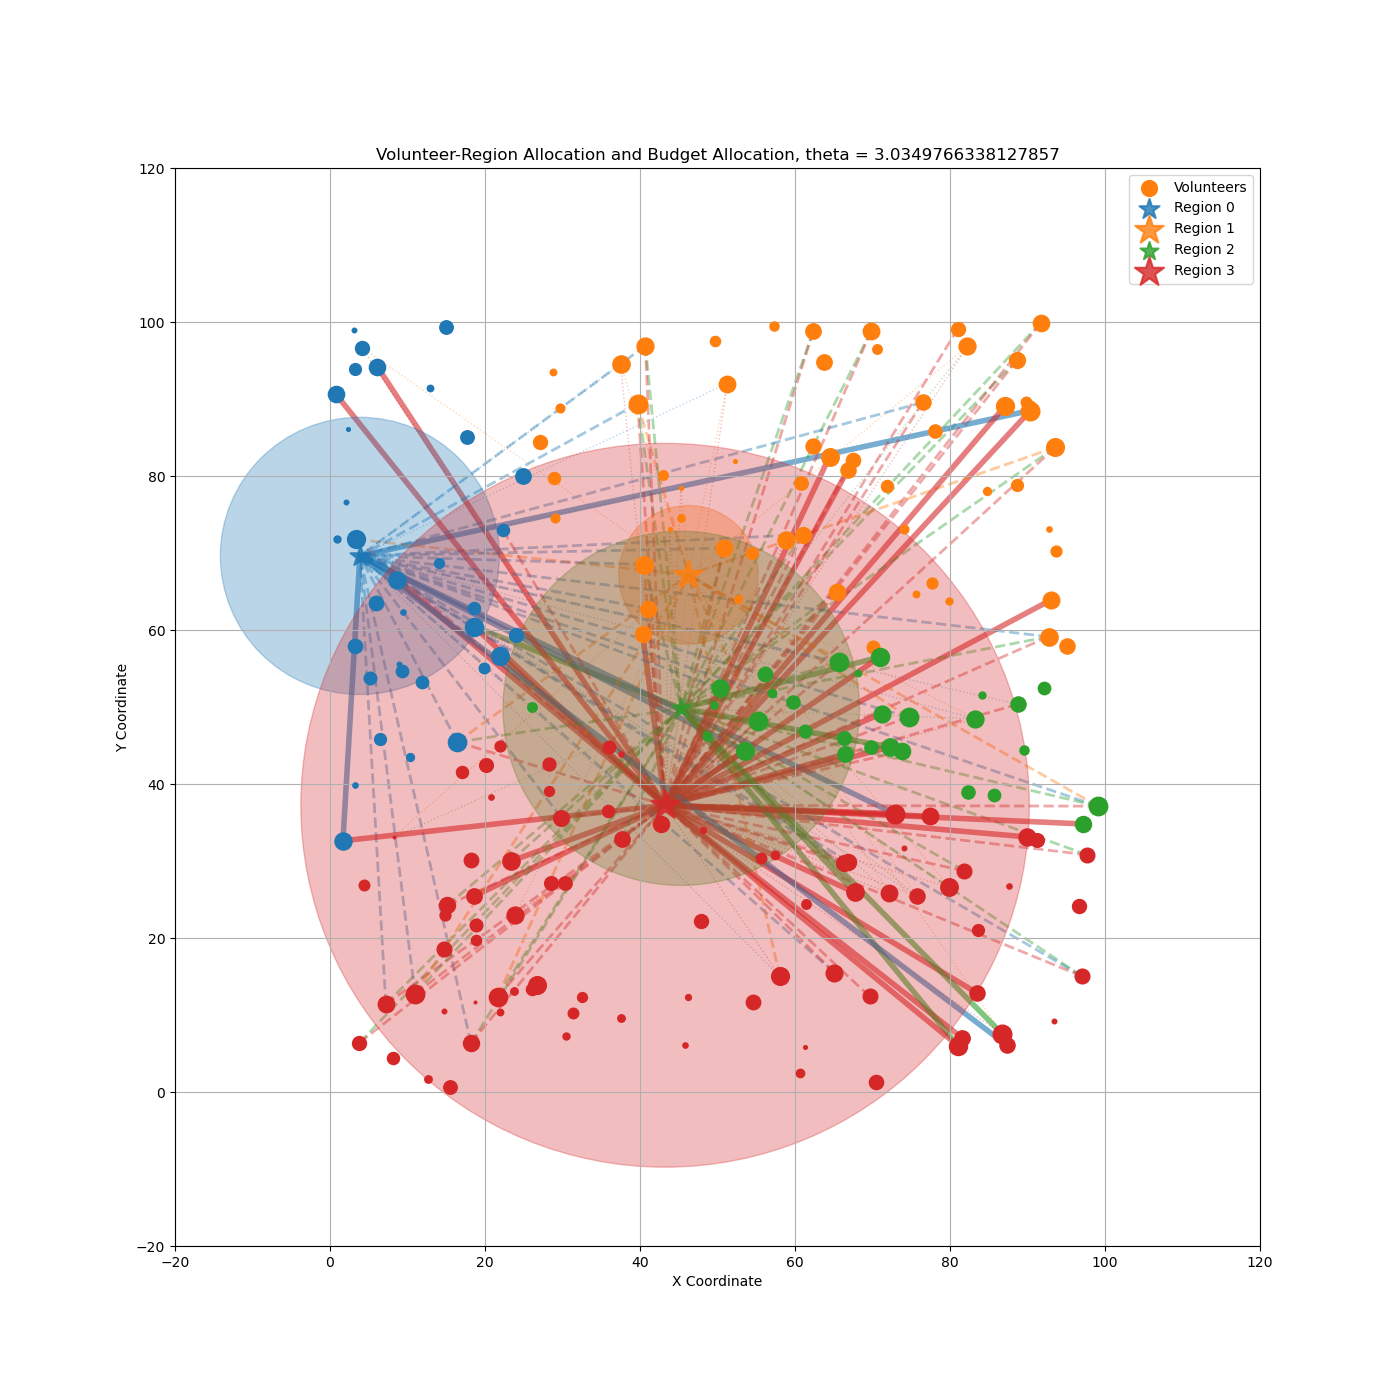 Volunteer-Region Allocation and Budget Allocation, theta = 3.0349766338127857
Volunteers
Region 0
Region 1
Region 2
Region 3
120
100
80
60
40
20
0
−20
Y Coordinate
−20 0 20 40 60 80 100 120
X Coordinate